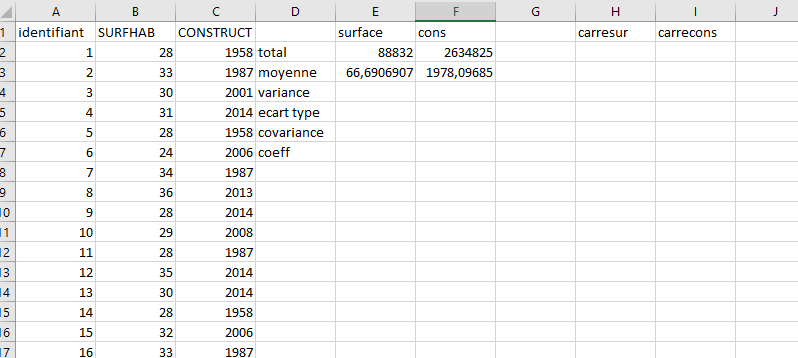 A B C D E F G H I J
1 identifiant SURFHAB CONSTRUCT surface cons carresur carrecons
2 1 28 1958 total 88832 2634825
3 2 33 1987 moyenne 66,6906907 1978,09685
4 3 30 2001 variance
5 4 31 2014 ecart type
6 5 28 1958 covariance
7 6 24 2006 coeff
8 7 34 1987
9 8 36 2013
10 9 28 2014
11 10 29 2008
12 11 28 1987
13 12 35 2014
14 13 30 2014
15 14 28 1958
16 15 32 2006
17 16 33 1987